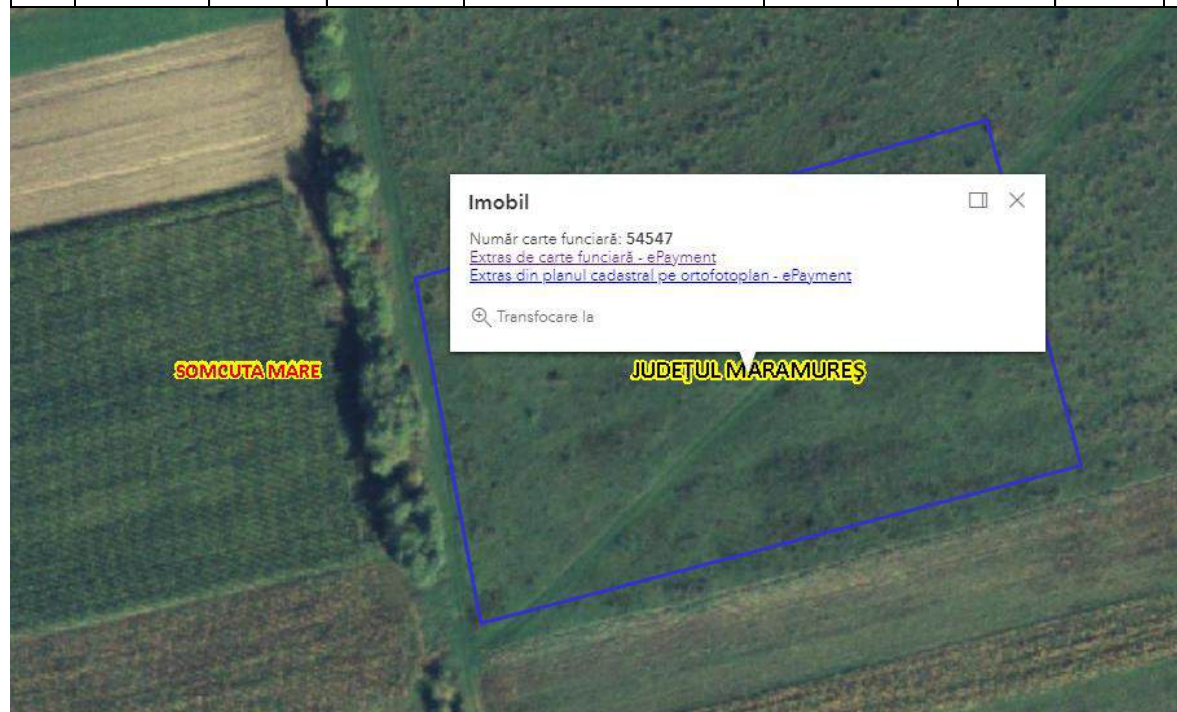 Imobil
Număr carte funciară: 54547
Extras de carte funciară - ePayment
Extras din planul cadastral pe ortofotoplan - ePayment
Transfocare la
SOMCUTA MARE
JUDEȚUL MARAMUREȘ